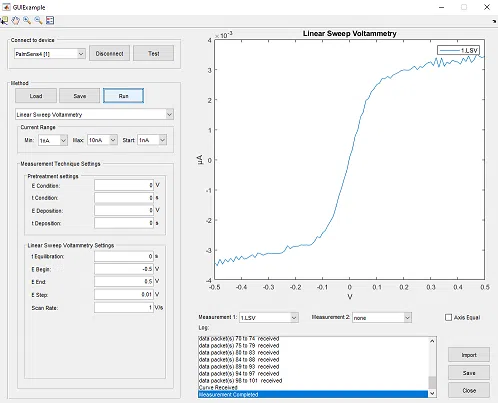 GUIExample
Connect to device
PalmSens4 [1]
Disconnect
Test
Method
Load
Save
Run
Linear Sweep Voltammetry
Current Range
Min: 1nA
Max: 10nA
Start 1nA
Measurement Technique Settings
Pretreatment settings
E Condition: 0 V
t Condition: 0 s
E Deposition: 0 V
t Deposition: 0 s
Linear Sweep Voltammetry Settings
t Equilibration: 0 s
E Begin: -0.5 V
E End: 0.5 V
E Step: 0.01 V
Scan Rate: 1 V/s
Linear Sweep Voltammetry
×10⁻³
1:LSV
4
3
2
1
0
-1
-2
-3
-4
µA
-0.5 -0.4 -0.3 -0.2 -0.1 0 0.1 0.2 0.3 0.4 0.5
V
Measurement 1: 1:LSV
Measurement 2: none
Axis Equal
Log:
data packet(s) 70 to 74 received
data packet(s) 75 to 79 received
data packet(s) 80 to 83 received
data packet(s) 84 to 88 received
data packet(s) 89 to 93 received
data packet(s) 94 to 97 received
data packet(s) 98 to 101 received
Curve Received
Measurement Completed
Import
Save
Close